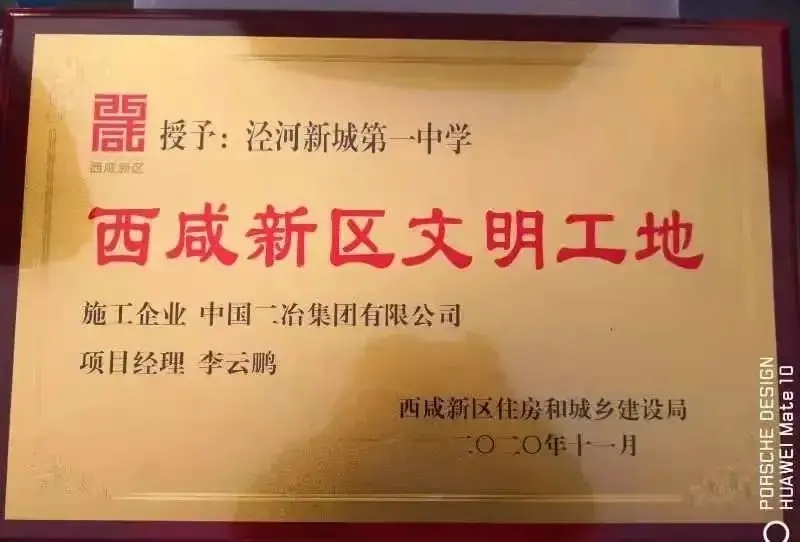 西咸
西咸新区
授予：泾河新城第一中学
西咸新区文明工地
施工企业 中国二冶集团有限公司
项目经理 李云鹏
西咸新区住房和城乡建设局
二〇二〇年十一月
PORSCHE DESIGN
HUAWEI Mate 10